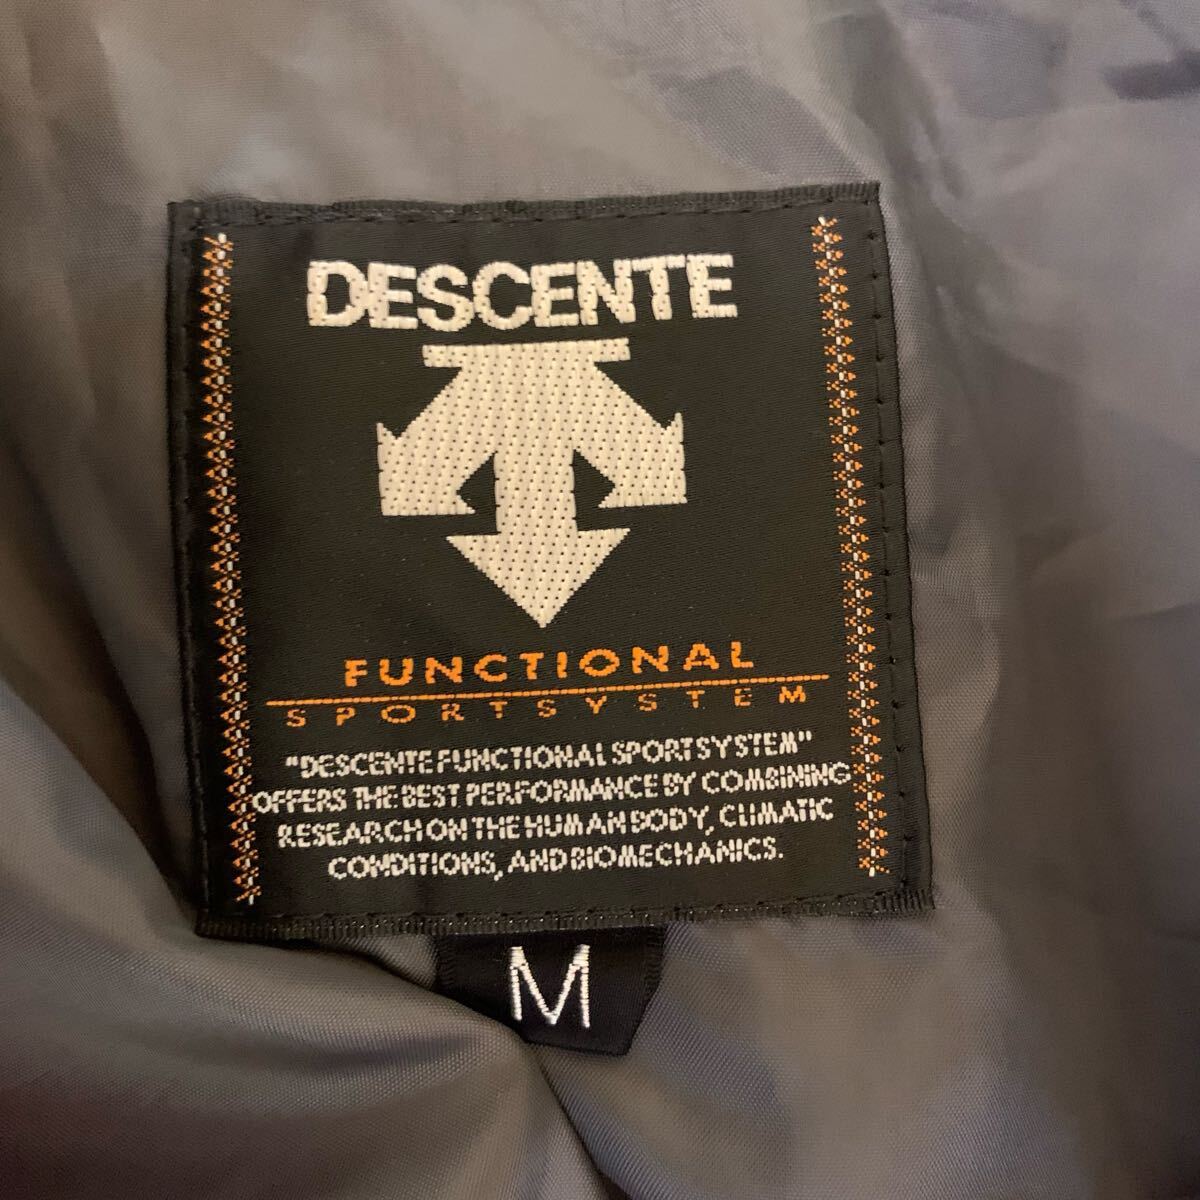 DESCENTE
FUNCTIONAL
SPORTSYSTEM
"DESCENTE FUNCTIONAL SPORTSYSTEM"
OFFERS THE BEST PERFORMANCE BY COMBINING
RESEARCH ON THE HUMAN BODY, CLIMATIC
CONDITIONS, AND BIOMECHANICS.
M